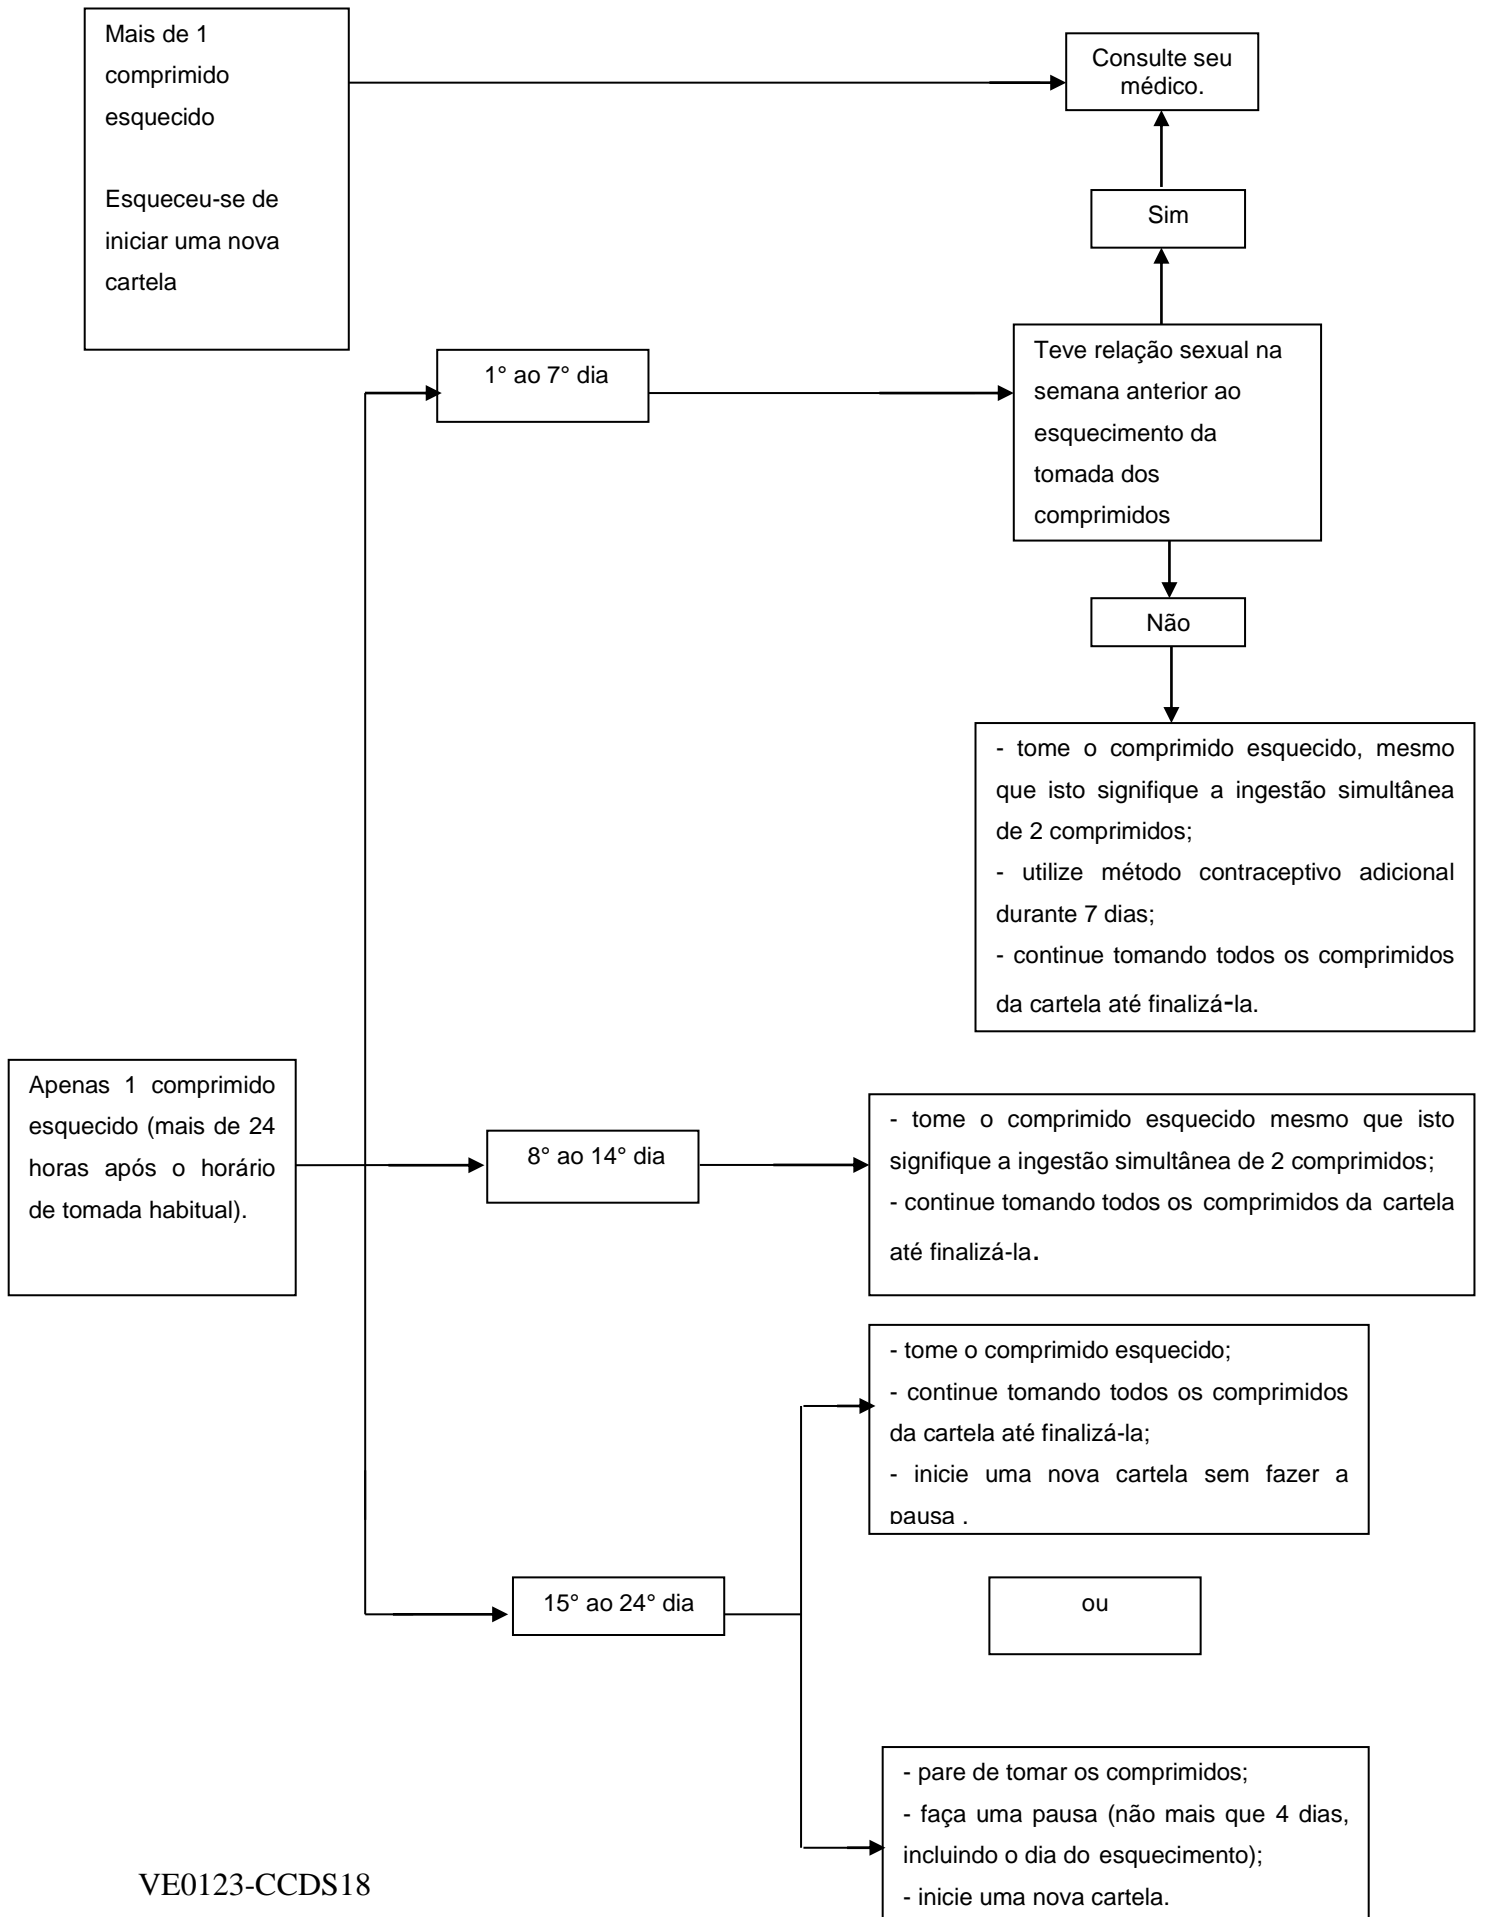 Mais de 1
comprimido
esquecido
Esqueceu-se de
iniciar uma nova
cartela
Consulte seu
médico.
Sim
1° ao 7° dia
Teve relação sexual na
semana anterior ao
esquecimento da
tomada dos
comprimidos
Não
- tome o comprimido esquecido, mesmo
que isto signifique a ingestão simultânea
de 2 comprimidos;
- utilize método contraceptivo adicional
durante 7 dias;
- continue tomando todos os comprimidos
da cartela até finalizá-la.
Apenas 1 comprimido
esquecido (mais de 24
horas após o horário
de tomada habitual).
8° ao 14° dia
- tome o comprimido esquecido mesmo que isto
signifique a ingestão simultânea de 2 comprimidos;
- continue tomando todos os comprimidos da cartela
até finalizá-la.
- tome o comprimido esquecido;
- continue tomando todos os comprimidos
da cartela até finalizá-la;
- inicie uma nova cartela sem fazer a
pausa .
15° ao 24° dia
ou
- pare de tomar os comprimidos;
- faça uma pausa (não mais que 4 dias,
incluindo o dia do esquecimento);
- inicie uma nova cartela.
VE0123-CCDS18